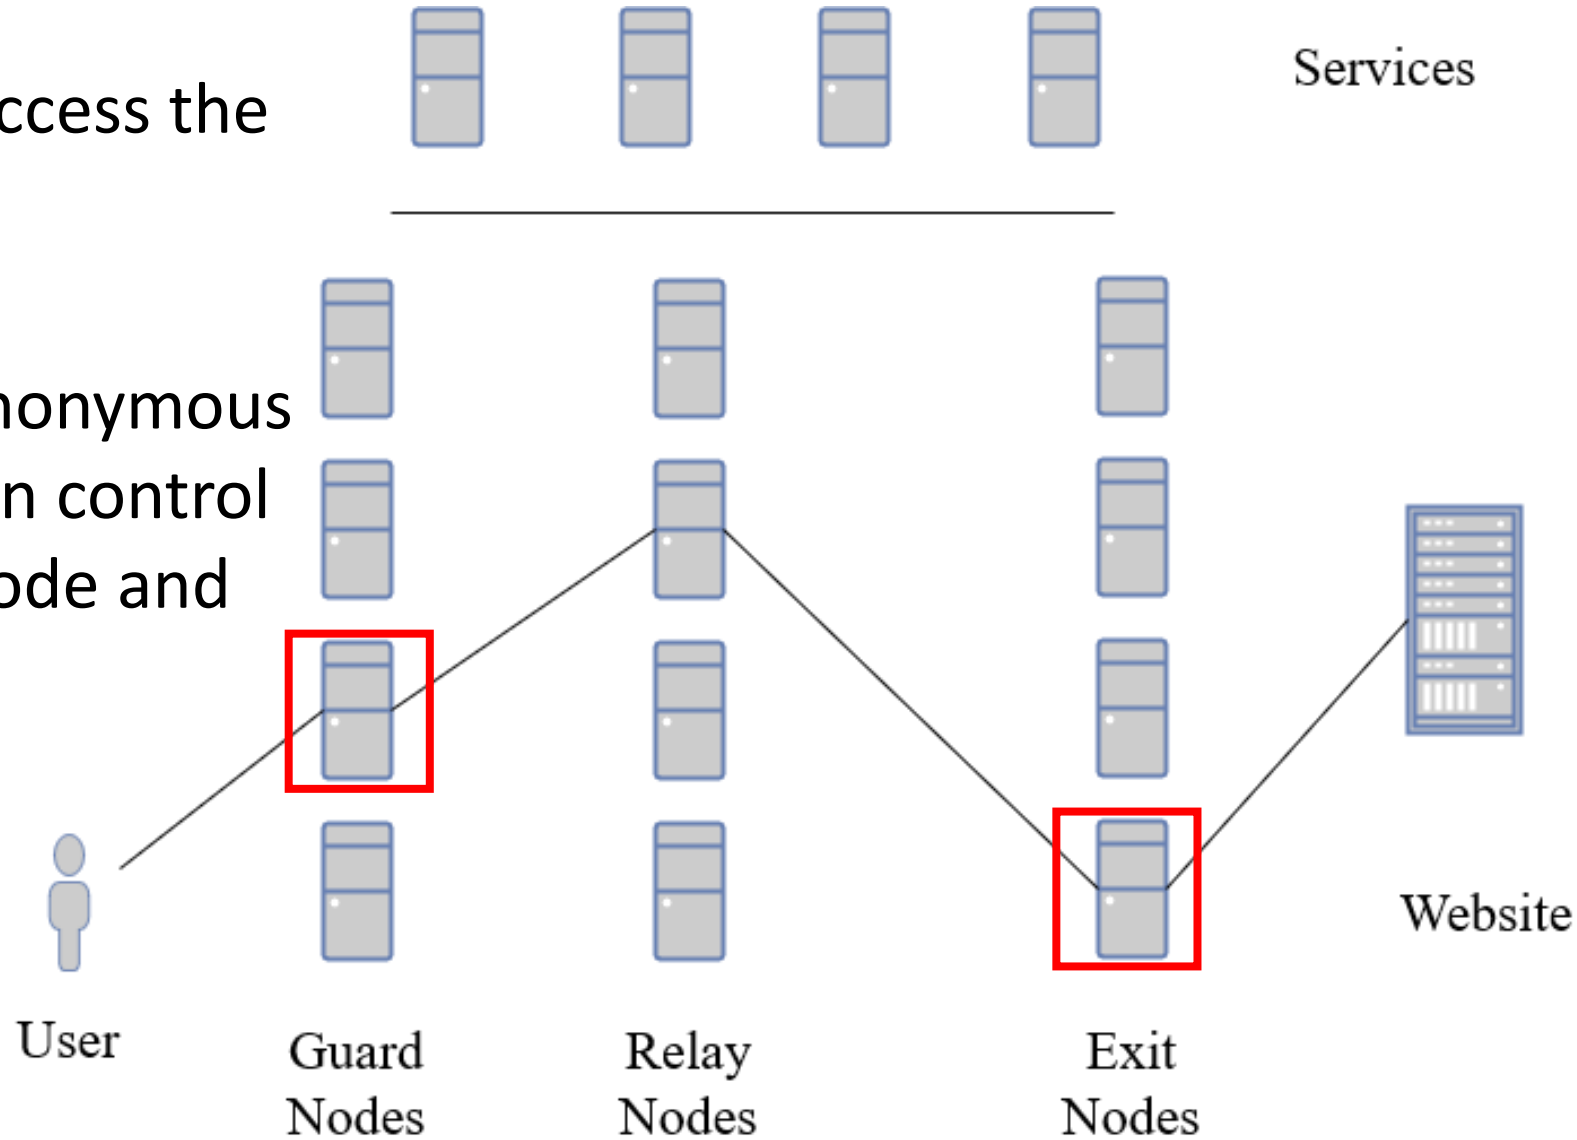 ccess the
nonymous
n control
ode and
Services
Website
User
Guard
Nodes
Relay
Nodes
Exit
Nodes